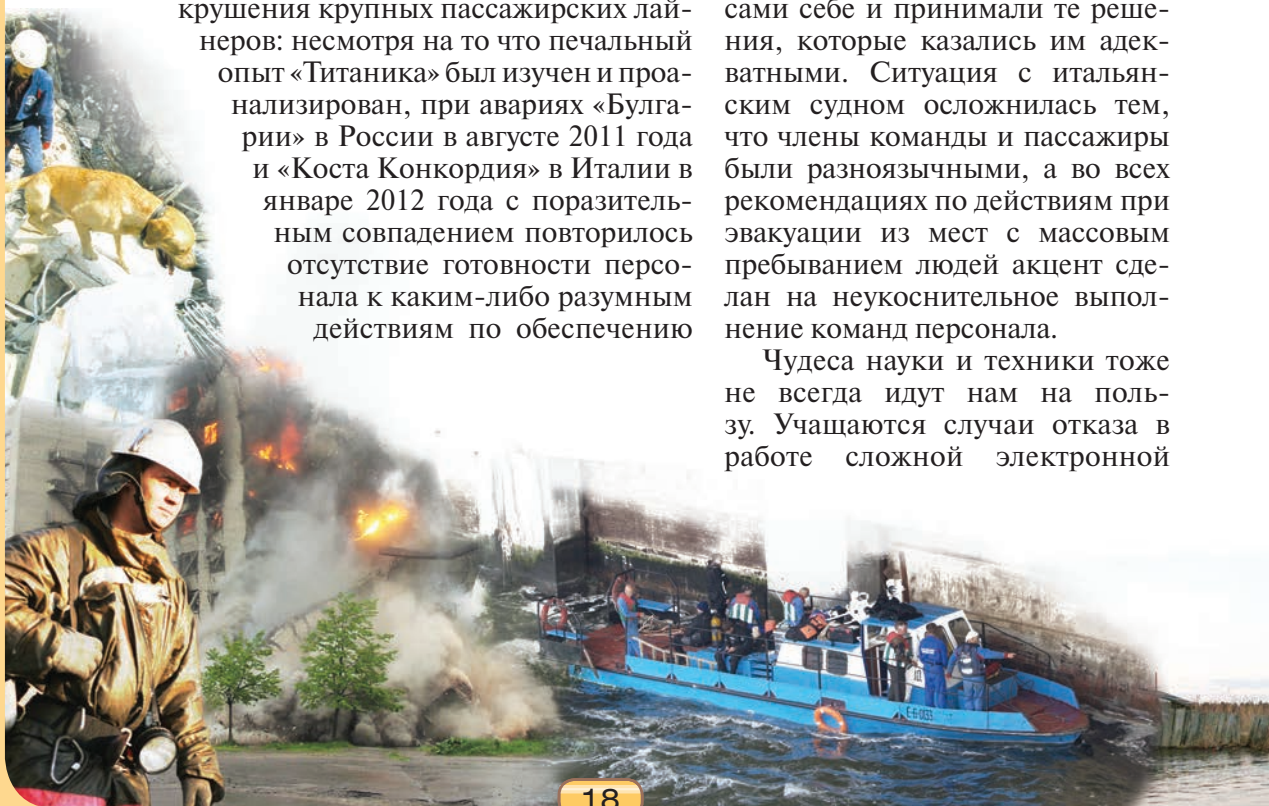 крушения крупных пассажирских лай-
неров: несмотря на то что печальный
опыт «Титаника» был изучен и проа-
нализирован, при авариях «Булга-
рии» в России в августе 2011 года
и «Коста Конкордия» в Италии в
январе 2012 года с поразитель-
ным совпадением повторилось
отсутствие готовности персо-
нала к каким-либо разумным
действиям по обеспечению
сами себе и принимали те реше-
ния, которые казались им адек-
ватными. Ситуация с итальян-
ским судном осложнилась тем,
что члены команды и пассажиры
были разноязычными, а во всех
рекомендациях по действиям при
эвакуации из мест с массовым
пребыванием людей акцент сде-
лан на неукоснительное выпол-
нение команд персонала.
Чудеса науки и техники тоже
не всегда идут нам на поль-
зу. Учащаются случаи отказа в
работе сложной электронной
18